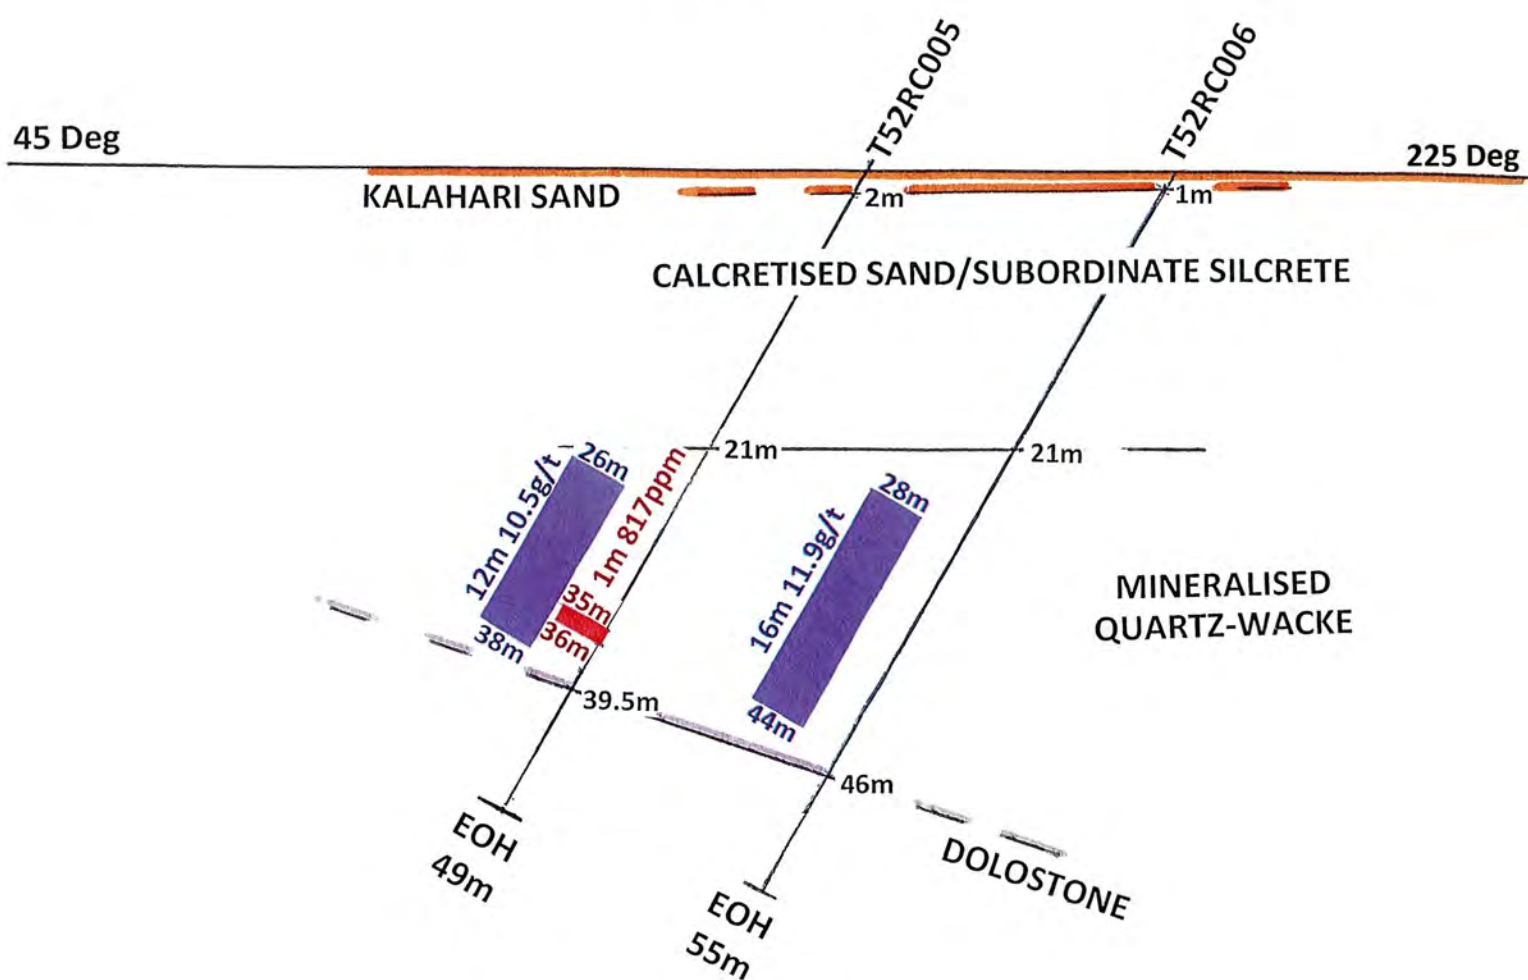 T52RC005
T52RC006
45 Deg
225 Deg
KALAHARI SAND
2m
1m
CALCRETISED SAND/SUBORDINATE SILCRETE
21m
21m
26m
12m 10.5g/t
38m
1m 817ppm
35m
36m
28m
16m 11.9g/t
44m
MINERALISED
QUARTZ-WACKE
39.5m
46m
DOLOSTONE
EOH
49m
EOH
55m